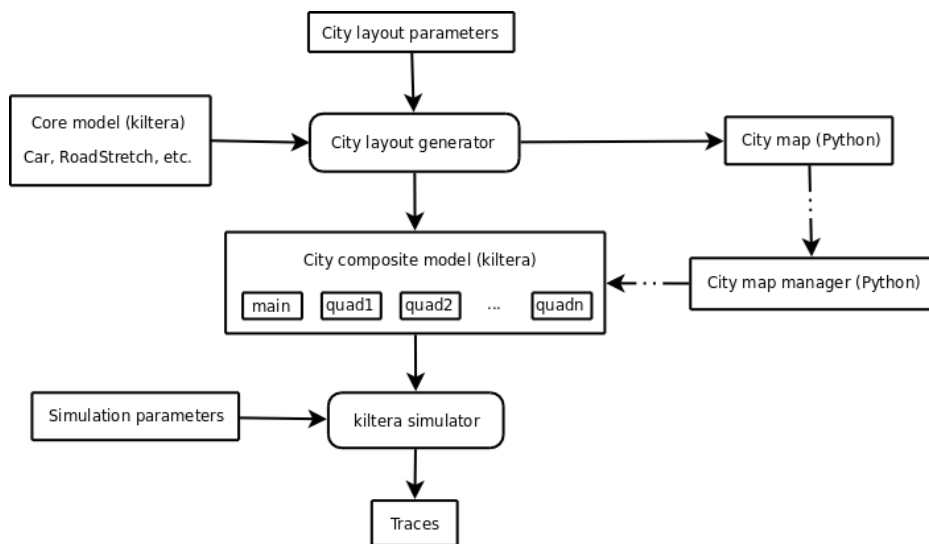 City layout parameters
Core model (kiltera)
Car, RoadStretch, etc.
City layout generator
City map (Python)
City composite model (kiltera)
main quad1 quad2 ... quadn
City map manager (Python)
Simulation parameters
kiltera simulator
Traces